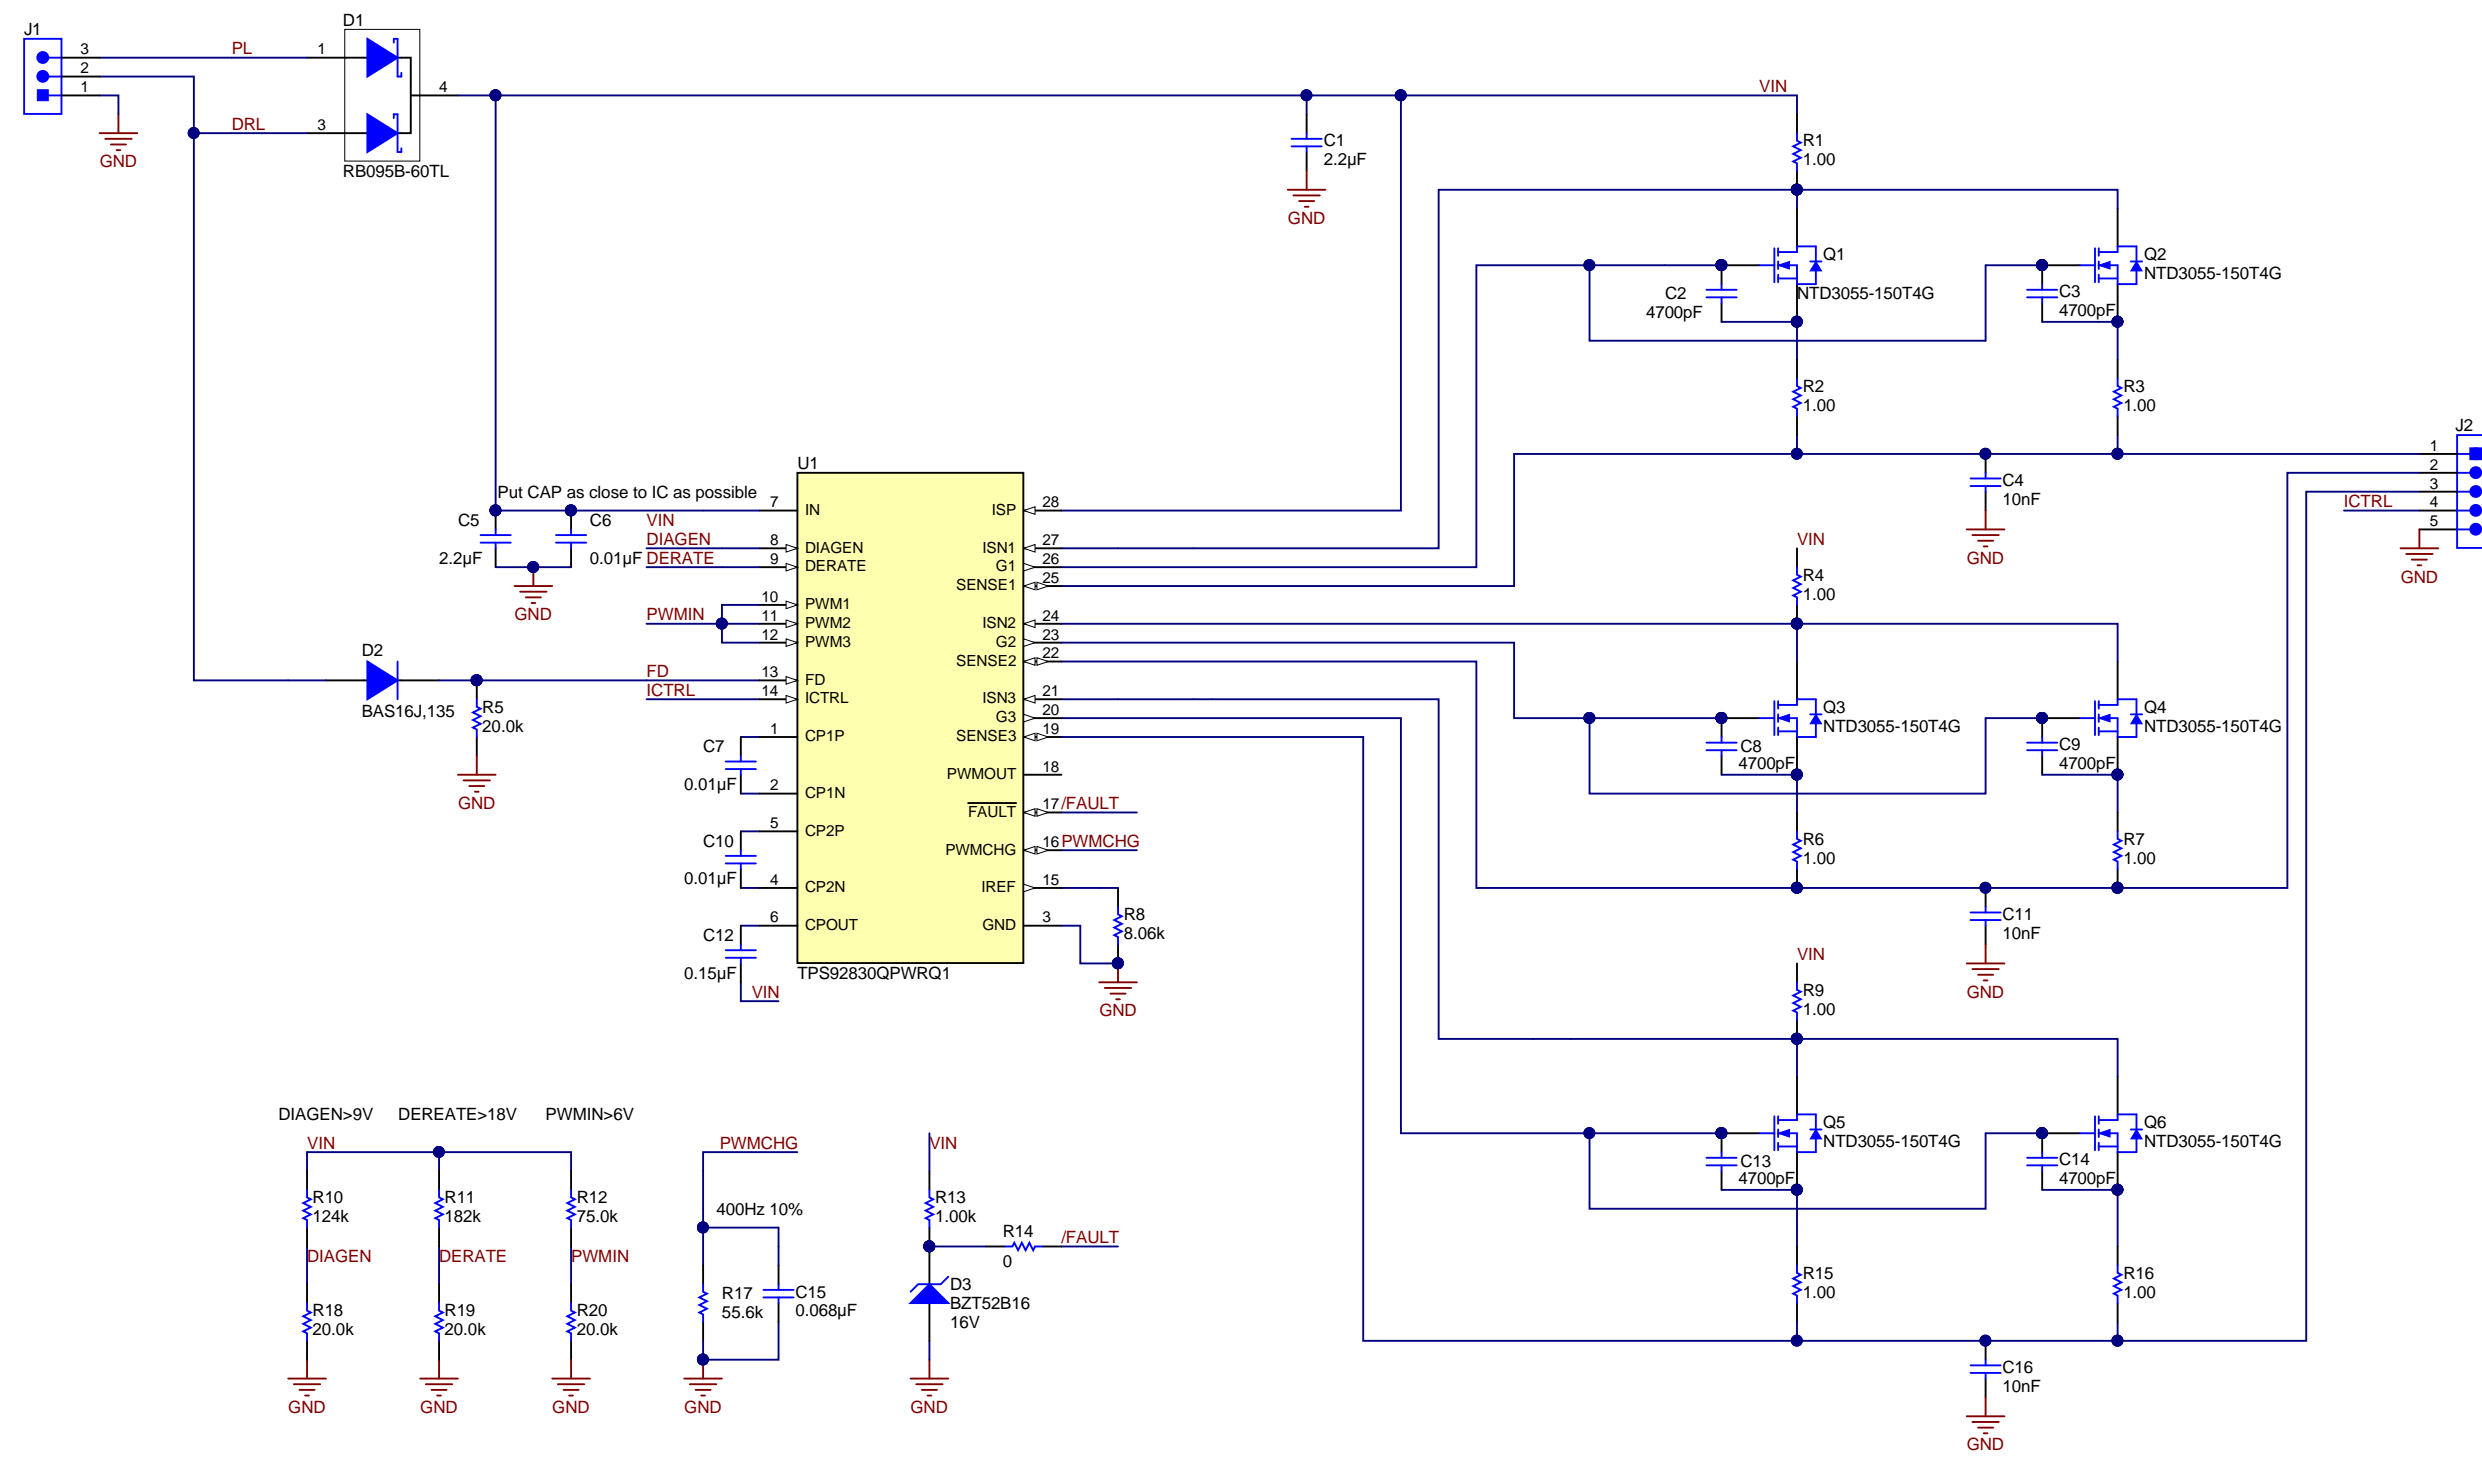 J1
3
2
1
PL
DRL
GND
D1
1
3
4
RB095B-60TL
VIN
C1
2.2µF
GND
R1
1.00
Q1
NTD3055-150T4G
C2
4700pF
Q2
NTD3055-150T4G
C3
4700pF
R2
1.00
R3
1.00
C4
10nF
GND
J2
1
2
3
4
5
ICTRL
GND
U1
Put CAP as close to IC as possible
C5
2.2µF
C6
0.01µF
GND
VIN
DIAGEN
DERATE
PWMIN
FD
ICTRL
7 IN
8 DIAGEN
9 DERATE
10 PWM1
11 PWM2
12 PWM3
13 FD
14 ICTRL
1 CP1P
2 CP1N
5 CP2P
4 CP2N
6 CPOUT
ISP 28
ISN1 27
G1 26
SENSE1 25
ISN2 24
G2 23
SENSE2 22
ISN3 21
G3 20
SENSE3 19
PWMOUT 18
FAULT 17 /FAULT
PWMCHG 16 PWMCHG
IREF 15
GND 3
TPS92830QPWRQ1
D2
BAS16J,135
R5
20.0k
GND
C7
0.01µF
C10
0.01µF
C12
0.15µF
VIN
R8
8.06k
GND
VIN
R4
1.00
Q3
NTD3055-150T4G
C8
4700pF
Q4
NTD3055-150T4G
C9
4700pF
R6
1.00
R7
1.00
C11
10nF
GND
VIN
R9
1.00
Q5
NTD3055-150T4G
C13
4700pF
Q6
NTD3055-150T4G
C14
4700pF
R15
1.00
R16
1.00
C16
10nF
GND
DIAGEN>9V DEREATE>18V PWMIN>6V
VIN
R10
124k
R11
182k
R12
75.0k
DIAGEN
DERATE
PWMIN
R18
20.0k
R19
20.0k
R20
20.0k
GND
GND
GND
PWMCHG
400Hz 10%
R17
55.6k
C15
0.068µF
GND
VIN
R13
1.00k
R14
0
/FAULT
D3
BZT52B16
16V
GND